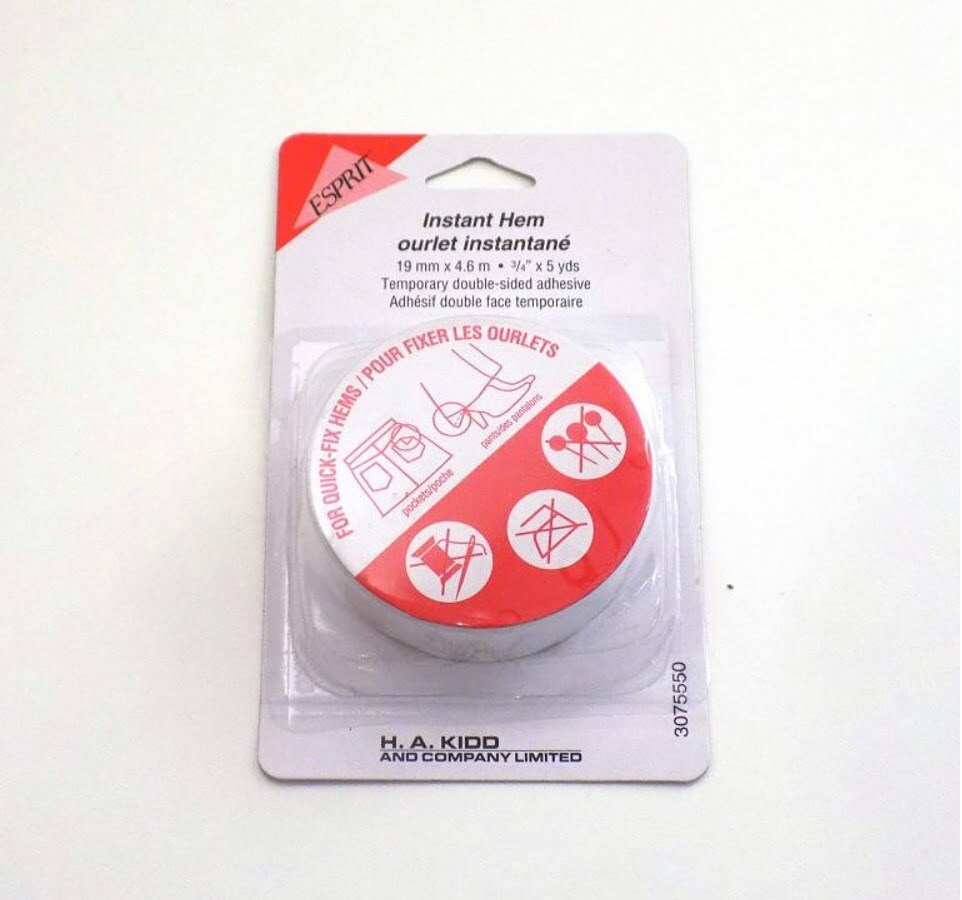 ESPRIT
Instant Hem
ourlet instantané
19 mm x 4.6 m • 3/4" x 5 yds
Temporary double-sided adhesive
Adhésif double face temporaire
FOR QUICK-FIX HEMS / POUR FIXER LES OURLETS
pants/des pantalons
pockets/poche
3075550
H. A. KIDD
AND COMPANY LIMITED